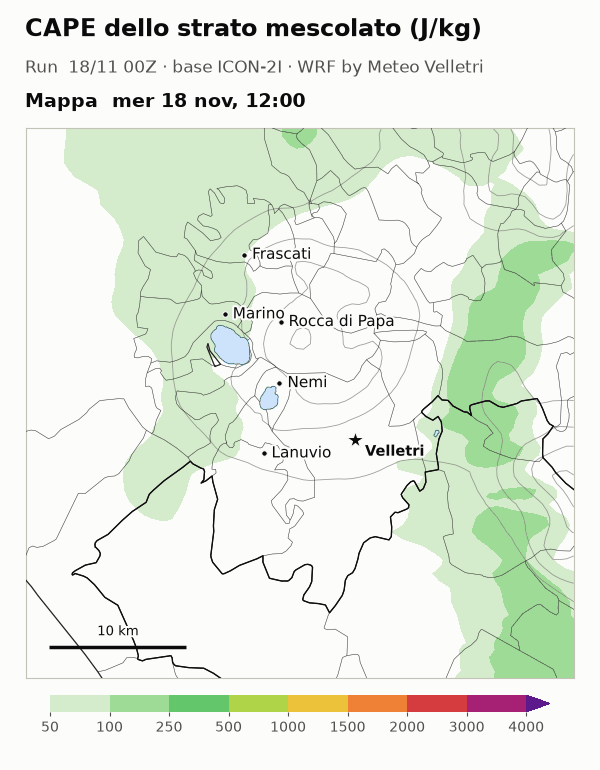 CAPE dello strato mescolato (J/kg)
Run 18/11 00Z · base ICON-2I · WRF by Meteo Velletri
Mappa mer 18 nov, 12:00
Frascati
Marino
Rocca di Papa
Nemi
Velletri
Lanuvio
10 km
50 100 250 500 1000 1500 2000 3000 4000